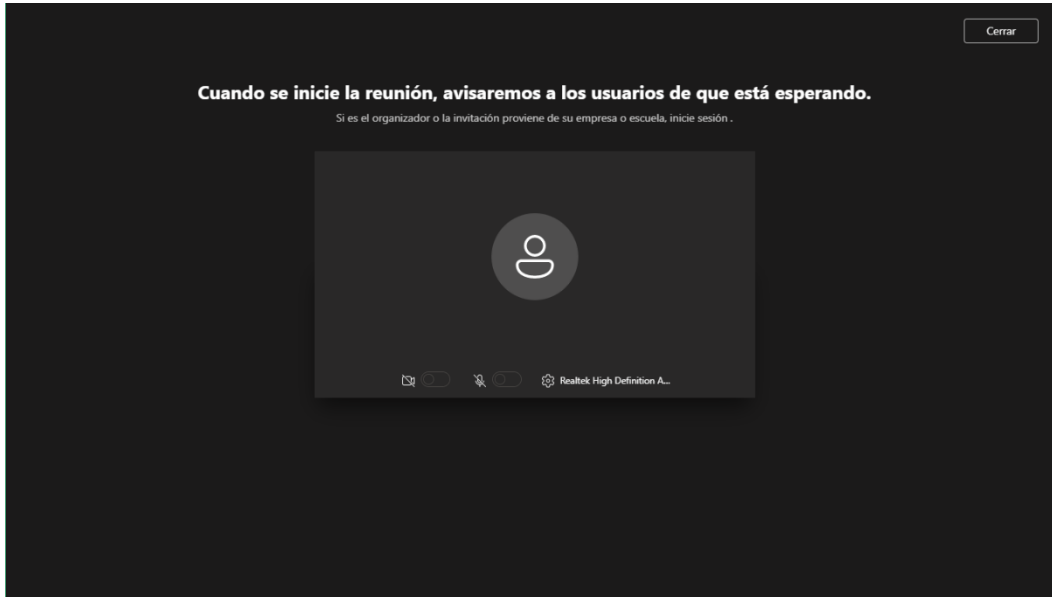 Cerrar
Cuando se inicie la reunión, avisaremos a los usuarios de que está esperando.
Si es el organizador o la invitación proviene de su empresa o escuela, inicie sesión .
Realtek High Definition A...